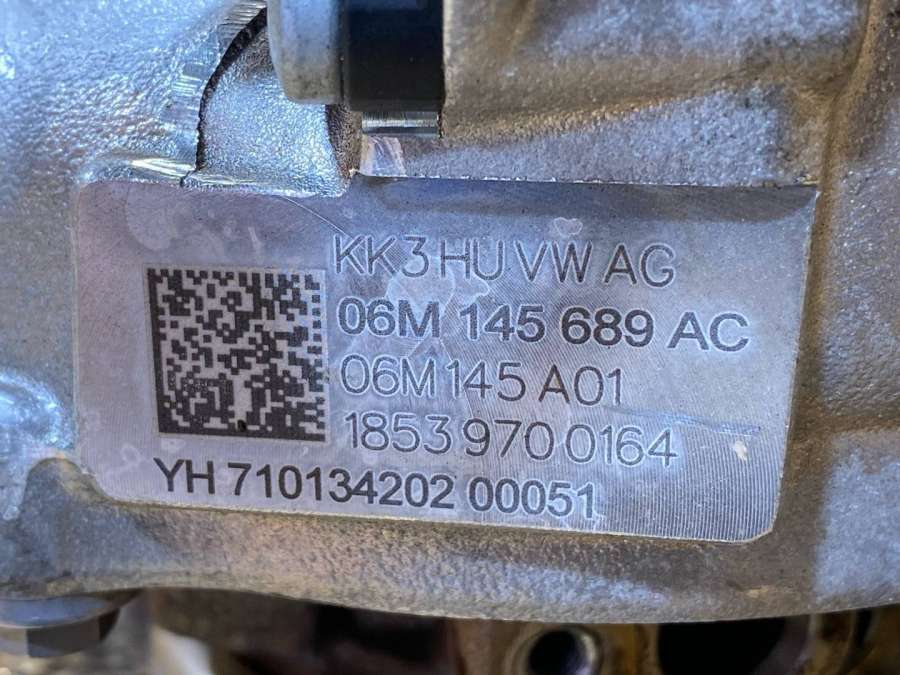 KK3 HU VW AG
06M 145 689 AC
06M 145 A01
1853 970 0164
YH 710134202 00051